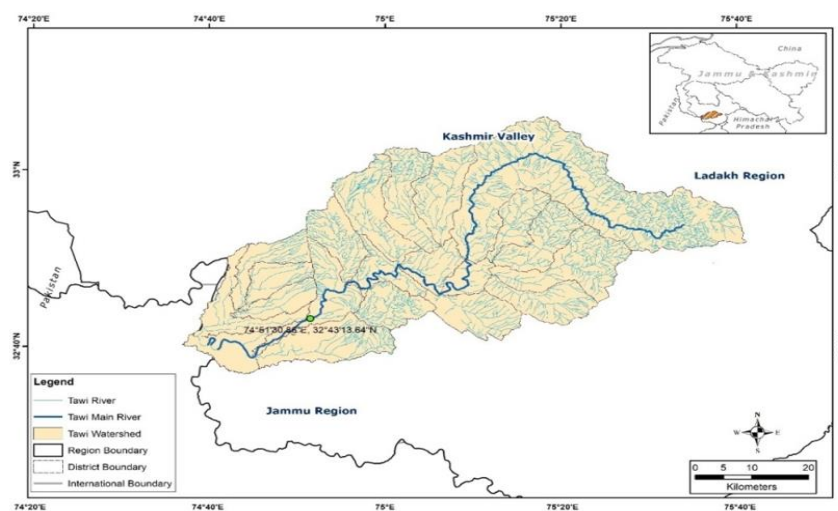 74°20'E 74°40'E 75°E 75°20'E 75°40'E
China
Jammu & Kashmir
Pakistan
Himachal
Pradesh
Kashmir Valley
Ladakh Region
33°N
Pakistan
74°51'30.85"E, 32°43'13.64"N
32°40'N
Legend
Tawi River
Tawi Main River
Tawi Watershed
Region Boundary
District Boundary
International Boundary
Jammu Region
N
W E
S
0 5 10 20
Kilometers
74°20'E 74°40'E 75°E 75°20'E 75°40'E